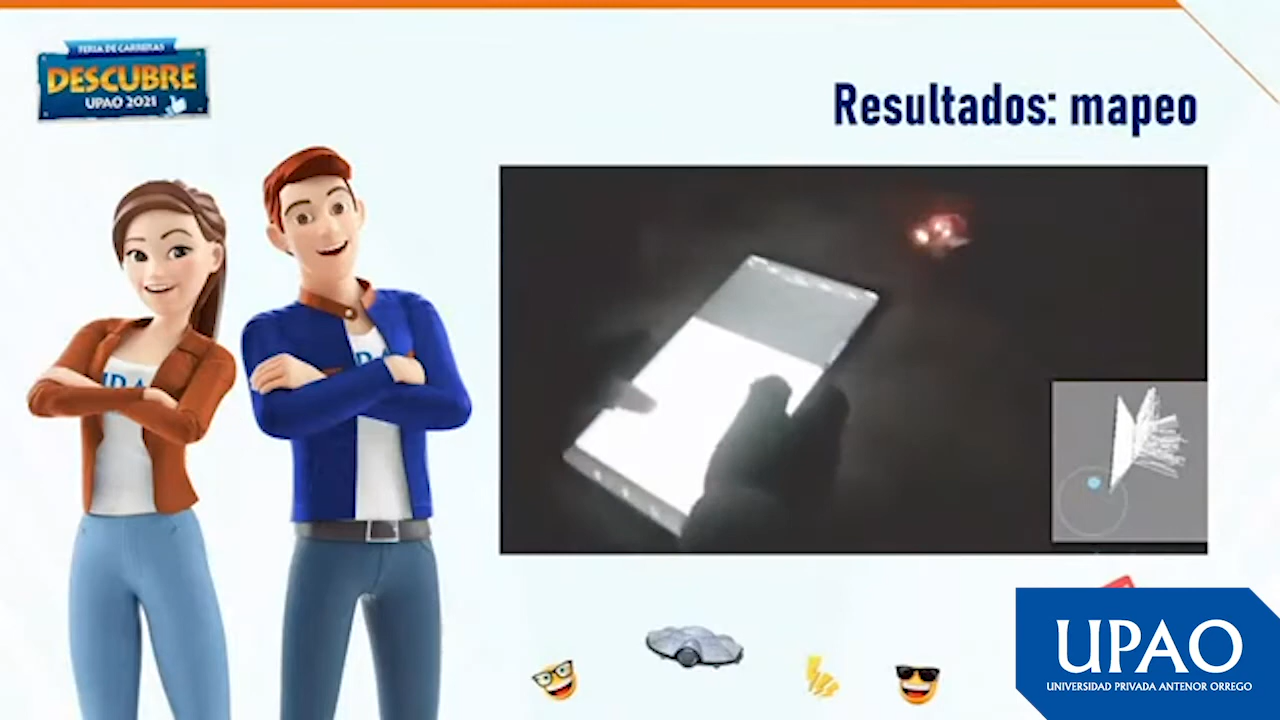 FERIA DE CARRERAS
DESCUBRE
UPAO 2021
Resultados: mapeo
UPAO
UNIVERSIDAD PRIVADA ANTENOR ORREGO